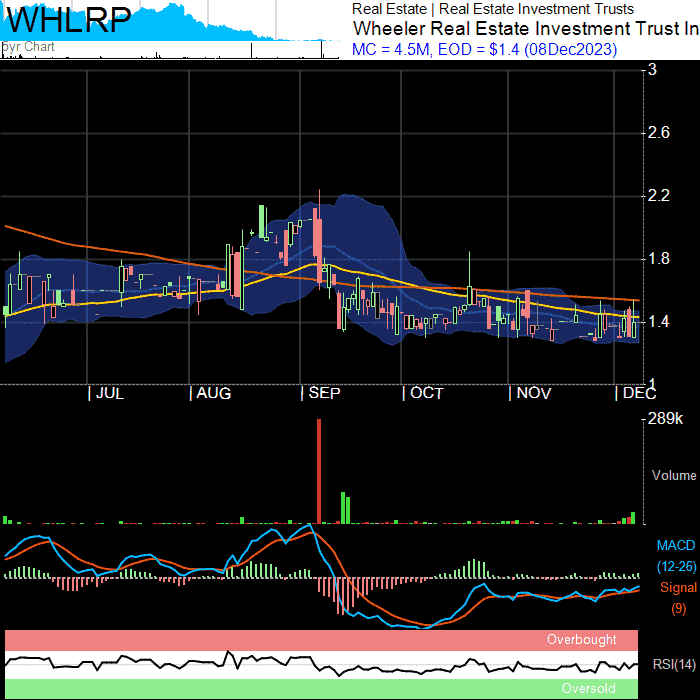 WHLRP
pyr Chart
Real Estate | Real Estate Investment Trusts
Wheeler Real Estate Investment Trust In
MC = 4.5M, EOD = $1.4 (08Dec2023)
3
2.6
2.2
1.8
1.4
1
| JUL | AUG | SEP | OCT | NOV | DEC
289k
Volume
MACD
(12-26)
Signal
(9)
Overbought
RSI(14)
Oversold